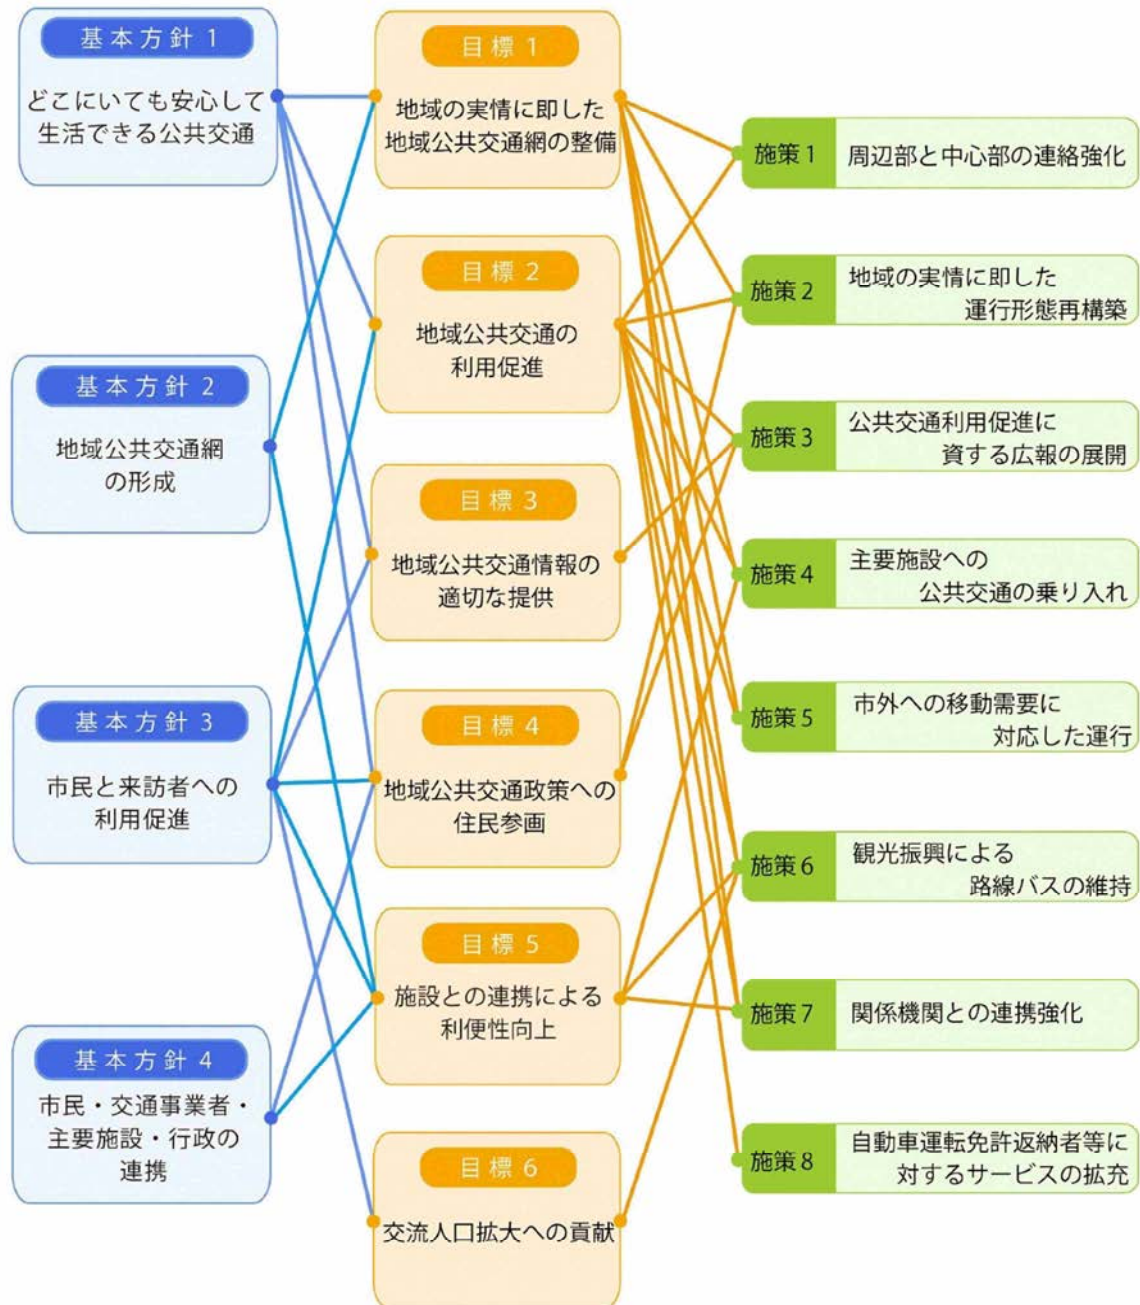 基本方針 1
どこにいても安心して
生活できる公共交通
基本方針 2
地域公共交通網
の形成
基本方針 3
市民と来訪者への
利用促進
基本方針 4
市民・交通事業者・
主要施設・行政の
連携
目標 1
地域の実情に即した
地域公共交通網の整備
目標 2
地域公共交通の
利用促進
目標 3
地域公共交通情報の
適切な提供
目標 4
地域公共交通政策への
住民参画
目標 5
施設との連携による
利便性向上
目標 6
交流人口拡大への貢献
施策 1
周辺部と中心部の連絡強化
施策 2
地域の実情に即した
運行形態再構築
施策 3
公共交通利用促進に
資する広報の展開
施策 4
主要施設への
公共交通の乗り入れ
施策 5
市外への移動需要に
対応した運行
施策 6
観光振興による
路線バスの維持
施策 7
関係機関との連携強化
施策 8
自動車運転免許返納者等に
対するサービスの拡充